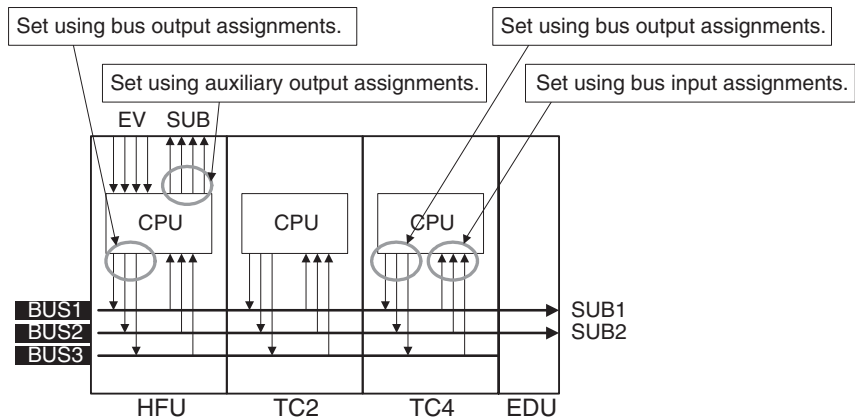 Set using bus output assignments.
Set using bus output assignments.
Set using auxiliary output assignments.
Set using bus input assignments.
EV SUB
CPU
CPU
CPU
BUS1
SUB1
BUS2
SUB2
BUS3
HFU
TC2
TC4
EDU